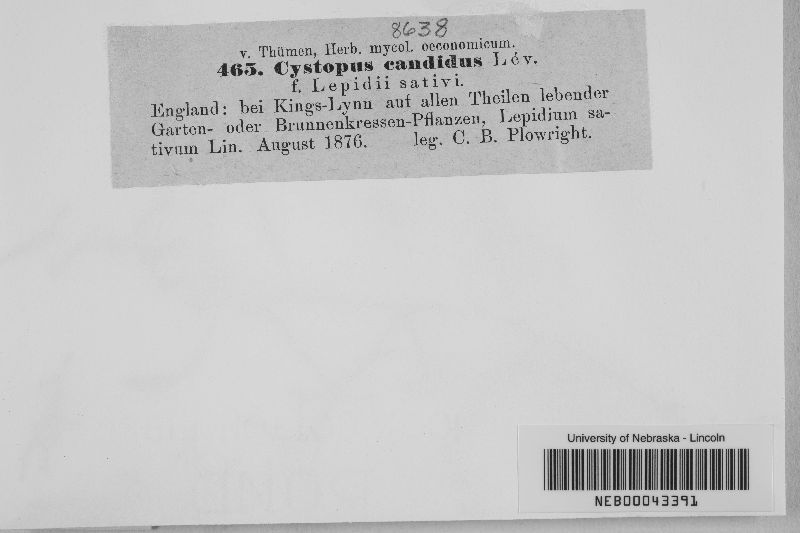 8638
v. Thümen, Herb. mycol. oeconomicum.
465. Cystopus candidus Lév.
f. Lepidii sativi.
England: bei Kings-Lynn auf allen Theilen lebender
Garten- oder Brunnenkressen-Pflanzen, Lepidium sa-
tivum Lin. August 1876. leg. C. B. Plowright.
University of Nebraska - Lincoln
NEB00043391